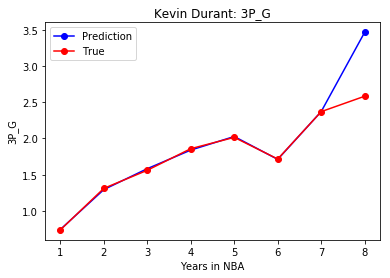 Kevin Durant: 3P_G
Prediction
True
3.5
3.0
2.5
2.0
1.5
1.0
3P_G
1 2 3 4 5 6 7 8
Years in NBA